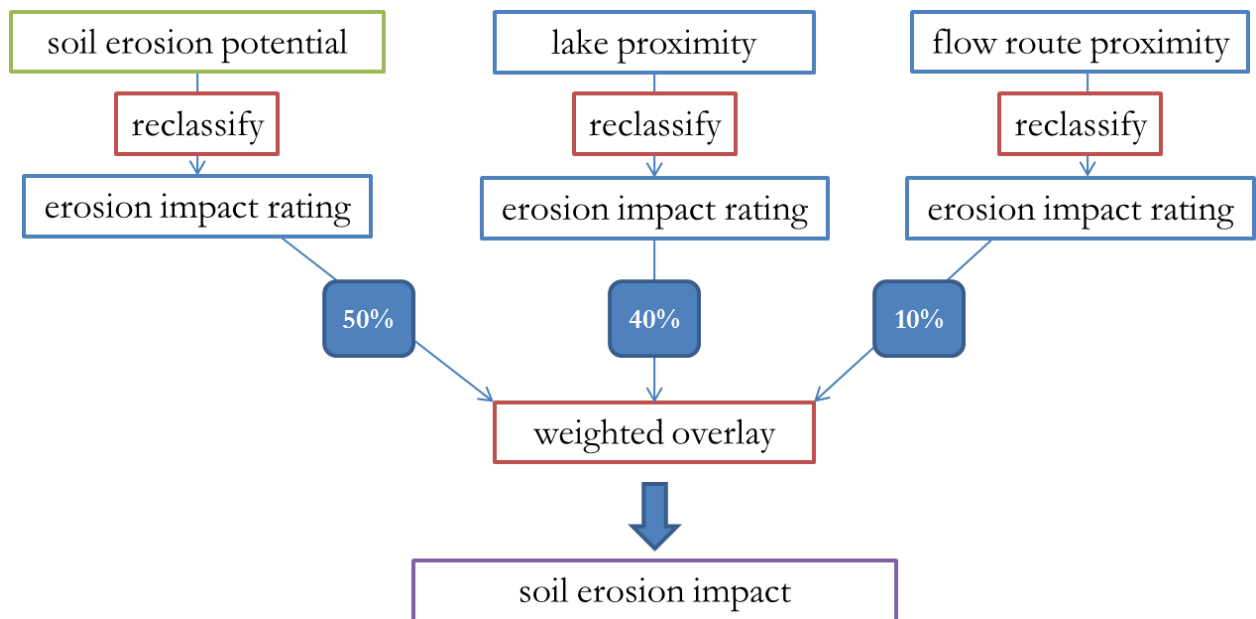 soil erosion potential
lake proximity
flow route proximity
reclassify
reclassify
reclassify
erosion impact rating
erosion impact rating
erosion impact rating
50%
40%
10%
weighted overlay
soil erosion impact